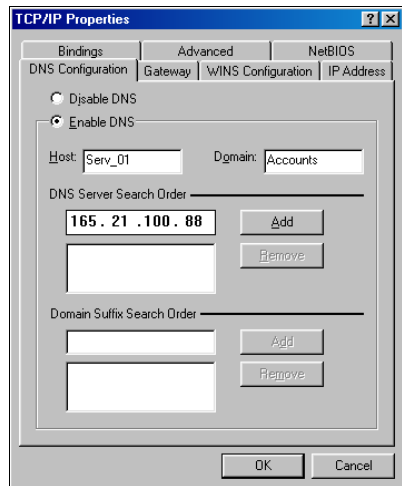 TCP/IP Properties
Bindings Advanced NetBIOS
DNS Configuration Gateway WINS Configuration IP Address
Disable DNS
Enable DNS
Host: Serv_01 Domain: Accounts
DNS Server Search Order
165. 21 .100. 88 Add
Remove
Domain Suffix Search Order
Add
Remove
OK Cancel